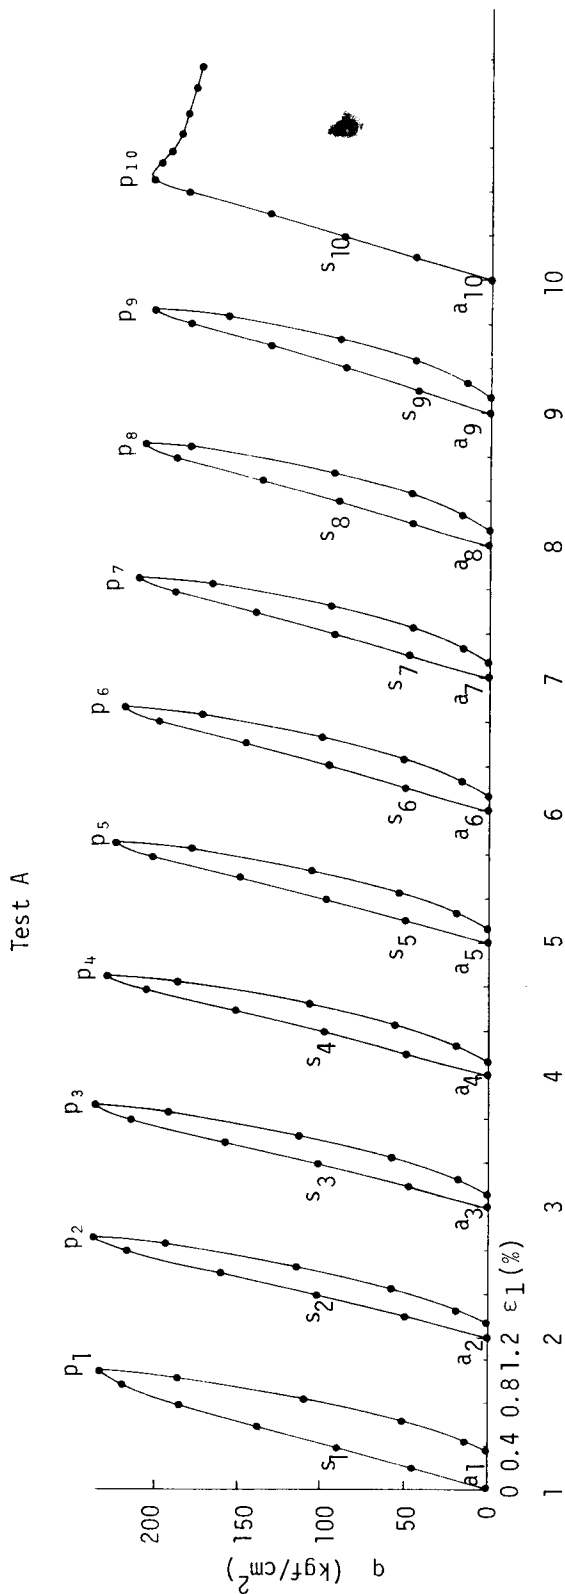 Test A
q (kgf/cm2)
200
150
100
50
0
p1
p2
p3
p4
p5
p6
p7
p8
p9
p10
s1
s2
s3
s4
s5
s6
s7
s8
s9
s10
a1
a2
a3
a4
a5
a6
a7
a8
a9
a10
0 0.4 0.8 1.2 ε1(%)
1 2 3 4 5 6 7 8 9 10